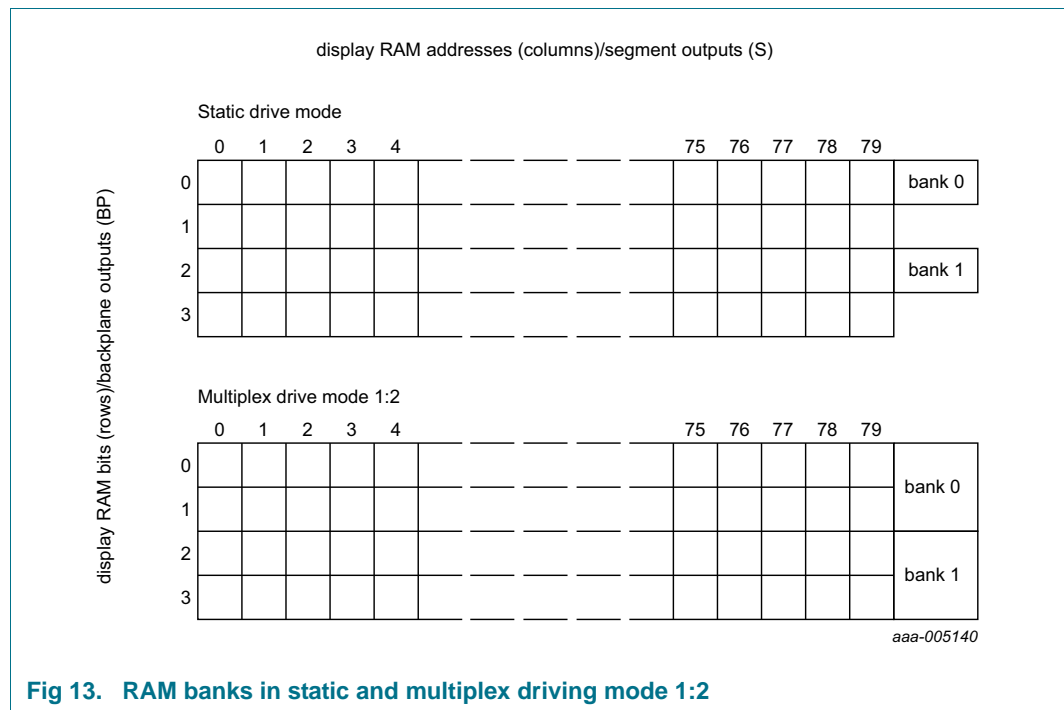 display RAM addresses (columns)/segment outputs (S)
display RAM bits (rows)/backplane outputs (BP)
Static drive mode
0 1 2 3 4 75 76 77 78 79
0 bank 0
1
2 bank 1
3
Multiplex drive mode 1:2
0 1 2 3 4 75 76 77 78 79
0
bank 0
1
2
bank 1
3
aaa-005140
Fig 13. RAM banks in static and multiplex driving mode 1:2